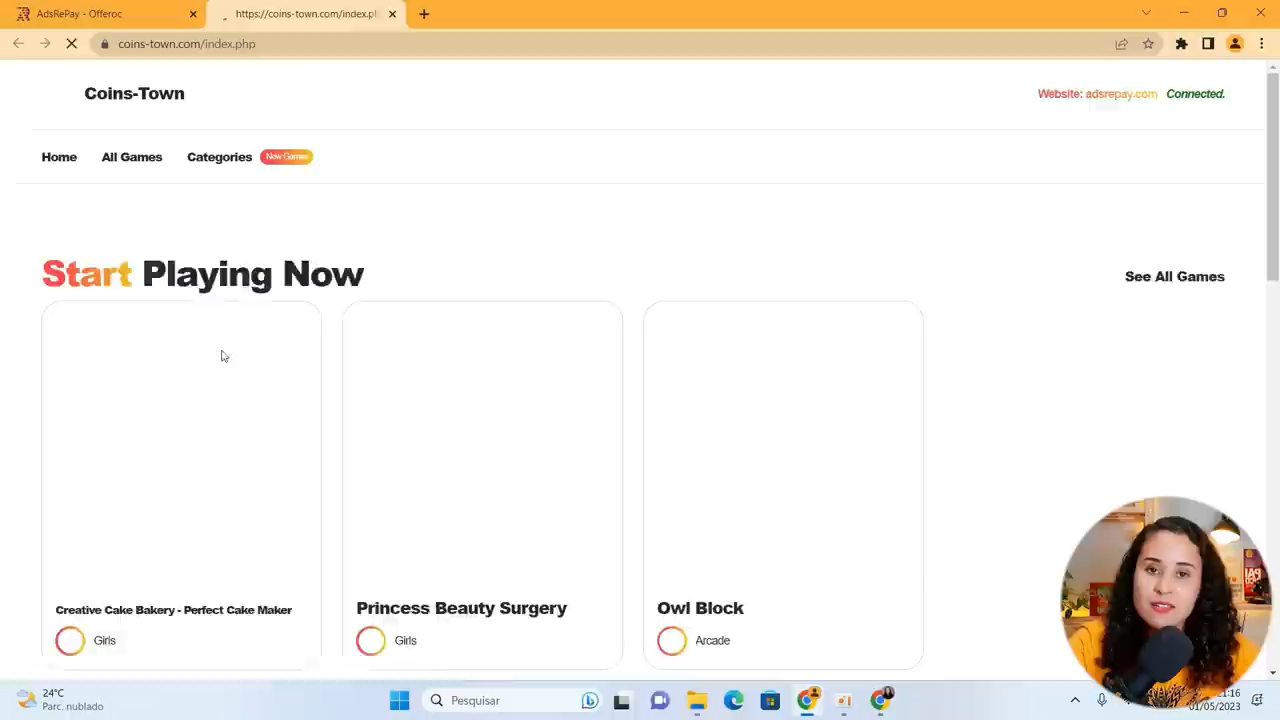 AdsRePay - Offeroc
https://coins-town.com/index.p
coins-town.com/index.php
Coins-Town
Website: adsrepay.com Connected.
Home
All Games
Categories
New Games
Start Playing Now
See All Games
Creative Cake Bakery - Perfect Cake Maker
Girls
Princess Beauty Surgery
Girls
Owl Block
Arcade
24°C
Parc. nublado
Pesquisar
01/05/2023